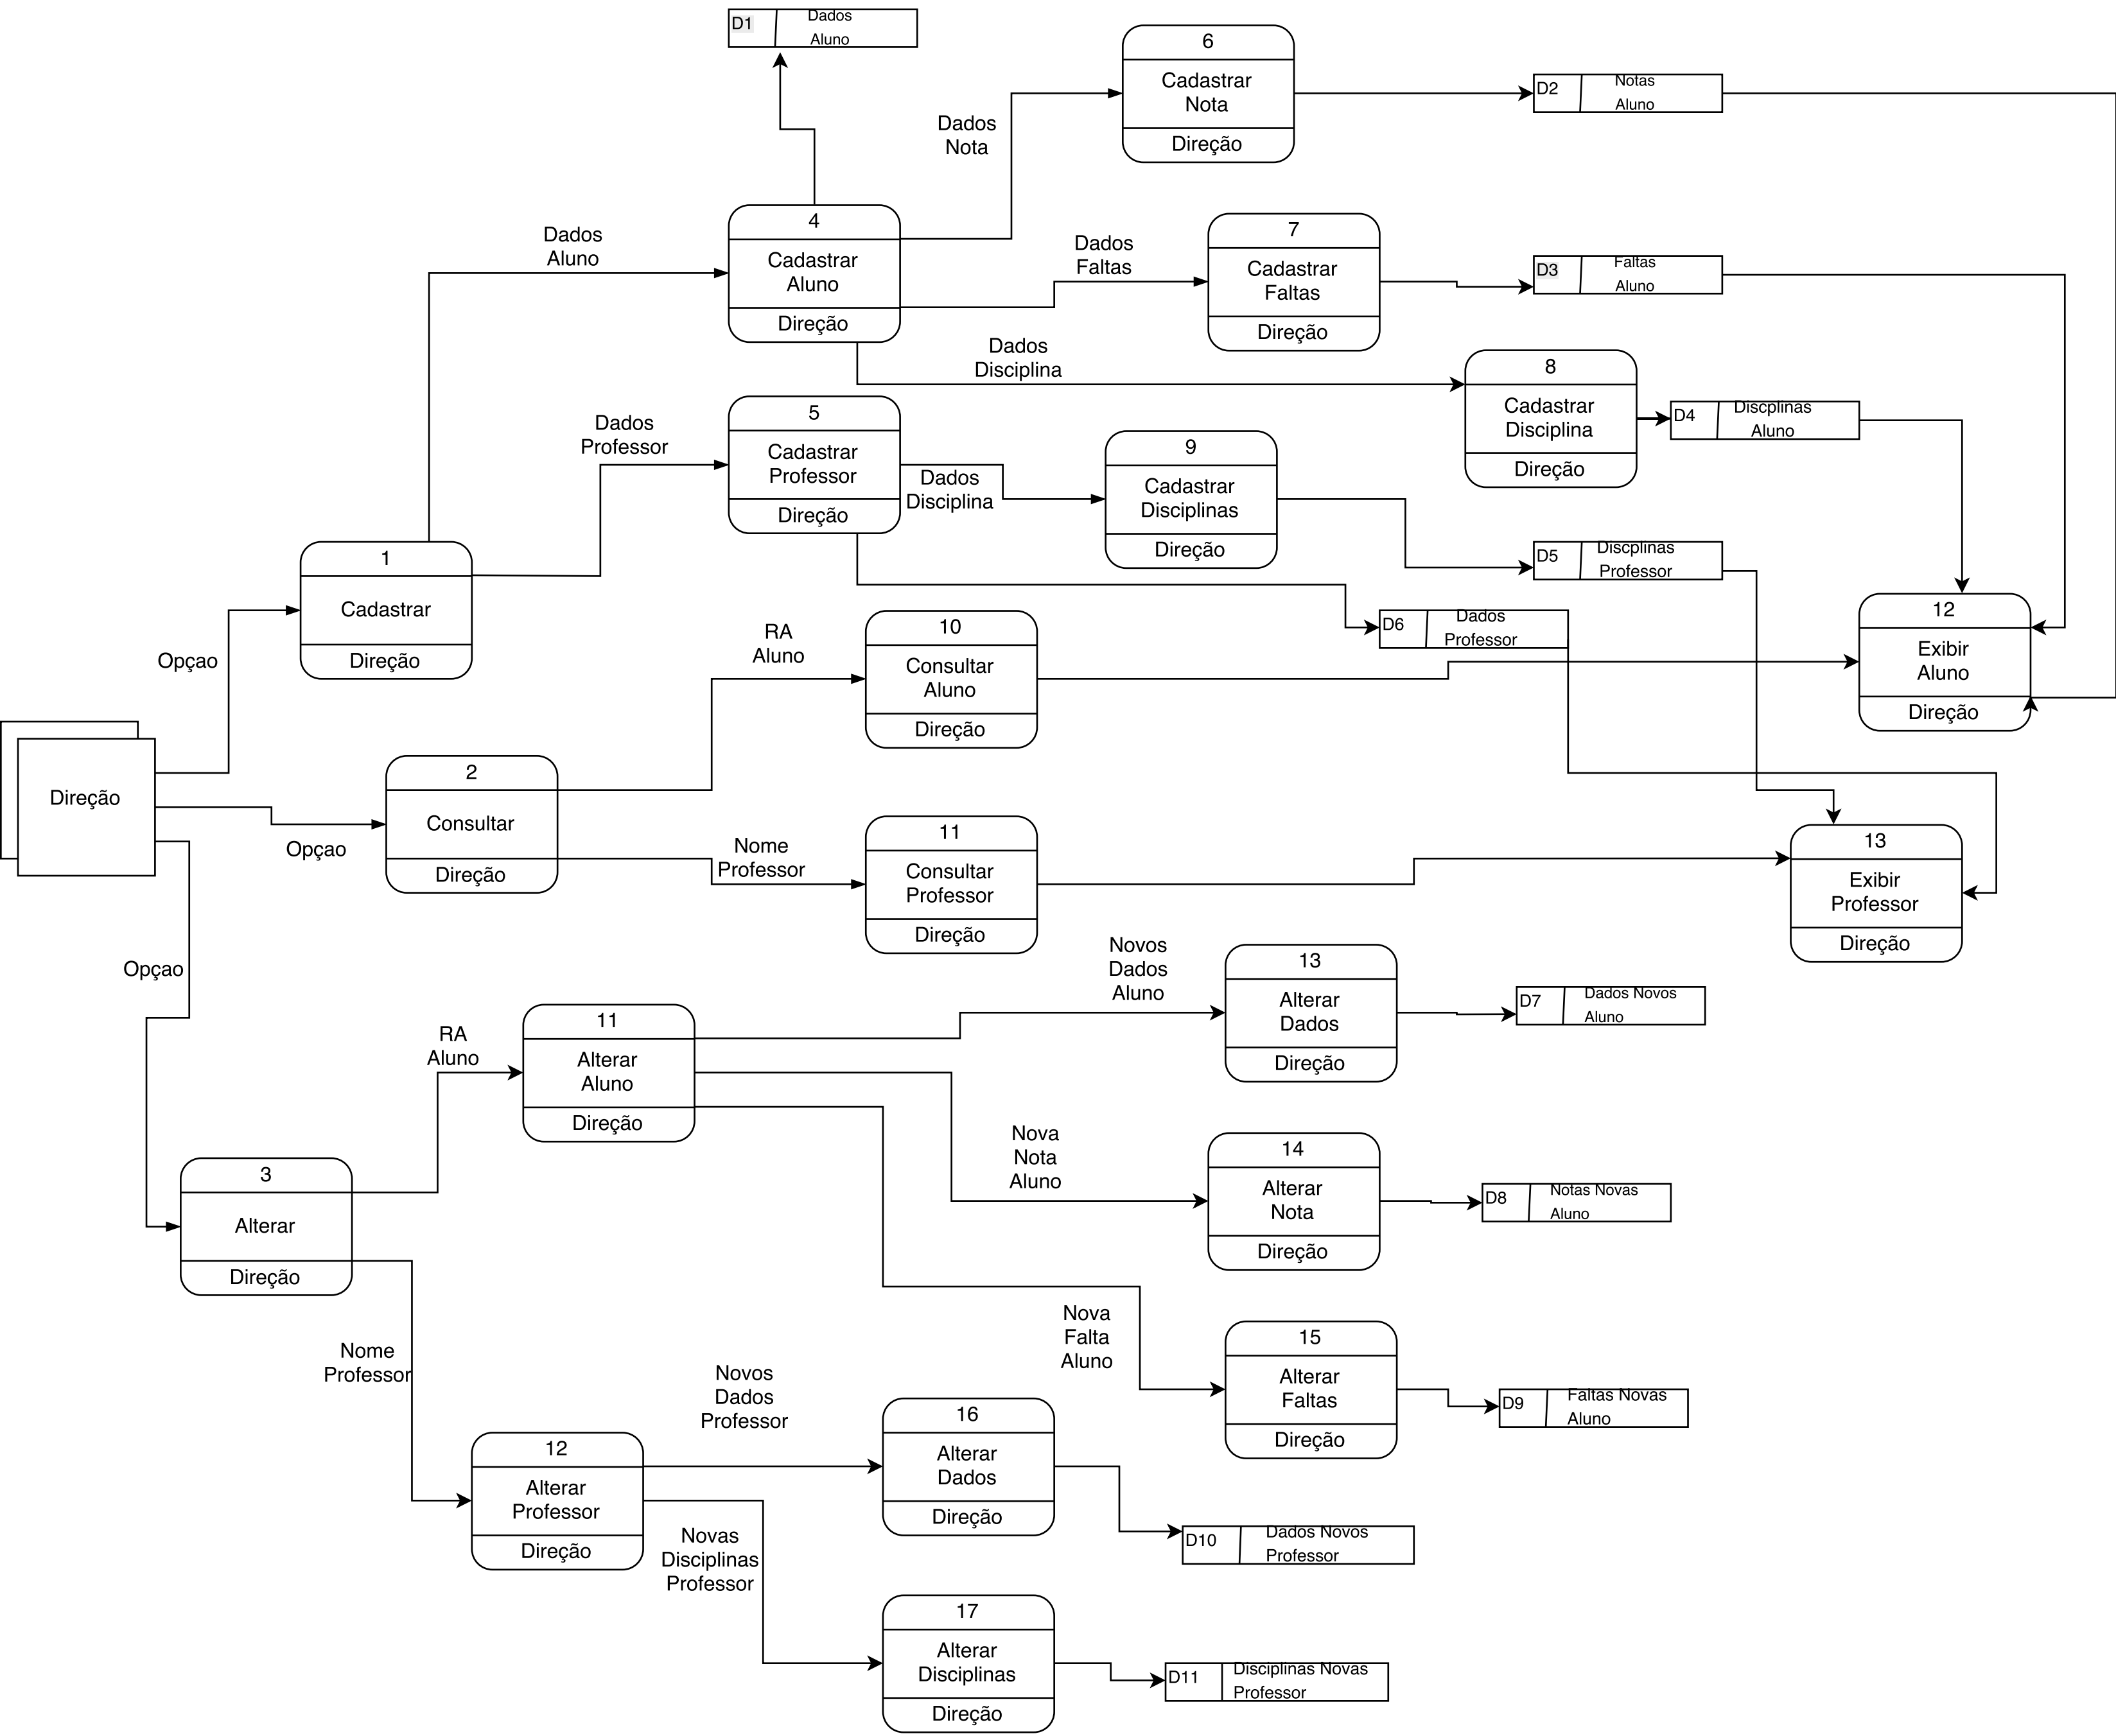 D1
Dados
Aluno
6
Cadastrar
Nota
Direção
D2
Notas
Aluno
Dados
Nota
4
Cadastrar
Aluno
Direção
Dados
Aluno
7
Cadastrar
Faltas
Direção
Dados
Faltas
D3
Faltas
Aluno
Dados
Disciplina
8
Cadastrar
Disciplina
Direção
D4
Discplinas
Aluno
Dados
Professor
5
Cadastrar
Professor
Direção
Dados
Disciplina
9
Cadastrar
Disciplinas
Direção
D5
Discplinas
Professor
1
Cadastrar
Direção
Opçao
RA
Aluno
10
Consultar
Aluno
Direção
D6
Dados
Professor
12
Exibir
Aluno
Direção
Direção
2
Consultar
Direção
Opçao
Nome
Professor
11
Consultar
Professor
Direção
13
Exibir
Professor
Direção
Opçao
Novos
Dados
Aluno
13
Alterar
Dados
Direção
D7
Dados Novos
Aluno
RA
Aluno
11
Alterar
Aluno
Direção
Nova
Nota
Aluno
14
Alterar
Nota
Direção
D8
Notas Novas
Aluno
3
Alterar
Direção
Nova
Falta
Aluno
15
Alterar
Faltas
Direção
D9
Faltas Novas
Aluno
Nome
Professor
Novos
Dados
Professor
16
Alterar
Dados
Direção
12
Alterar
Professor
Direção
D10
Dados Novos
Professor
Novas
Disciplinas
Professor
17
Alterar
Disciplinas
Direção
D11
Disciplinas Novas
Professor